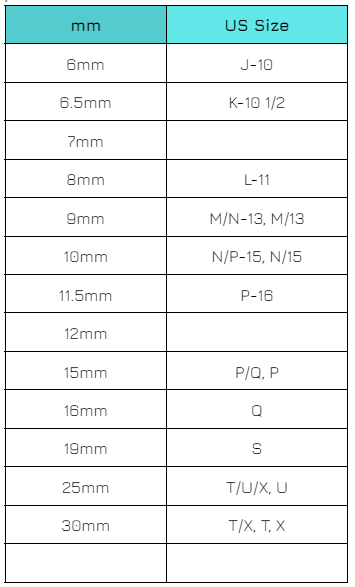 mm US Size
6mm J-10
6.5mm K-10 1/2
7mm
8mm L-11
9mm M/N-13, M/13
10mm N/P-15, N/15
11.5mm P-16
12mm
15mm P/Q, P
16mm Q
19mm S
25mm T/U/X, U
30mm T/X, T, X